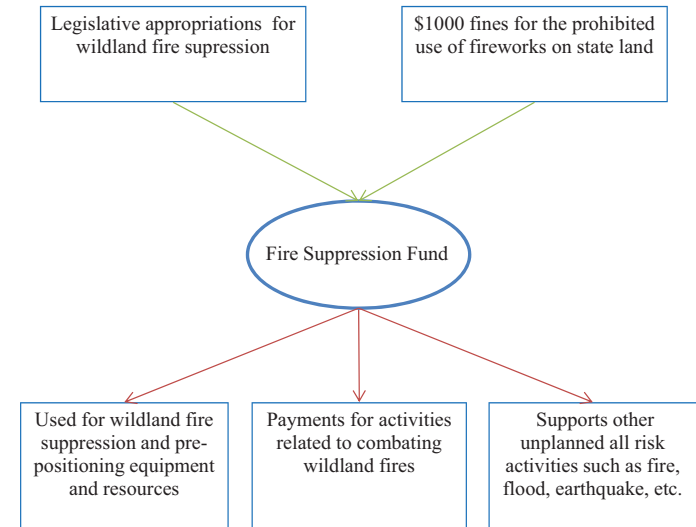 Legislative appropriations for
wildland fire supression
$1000 fines for the prohibited
use of fireworks on state land
Fire Suppression Fund
Used for wildland fire
suppression and pre-
positioning equipment
and resources
Payments for activities
related to combating
wildland fires
Supports other
unplanned all risk
activities such as fire,
flood, earthquake, etc.